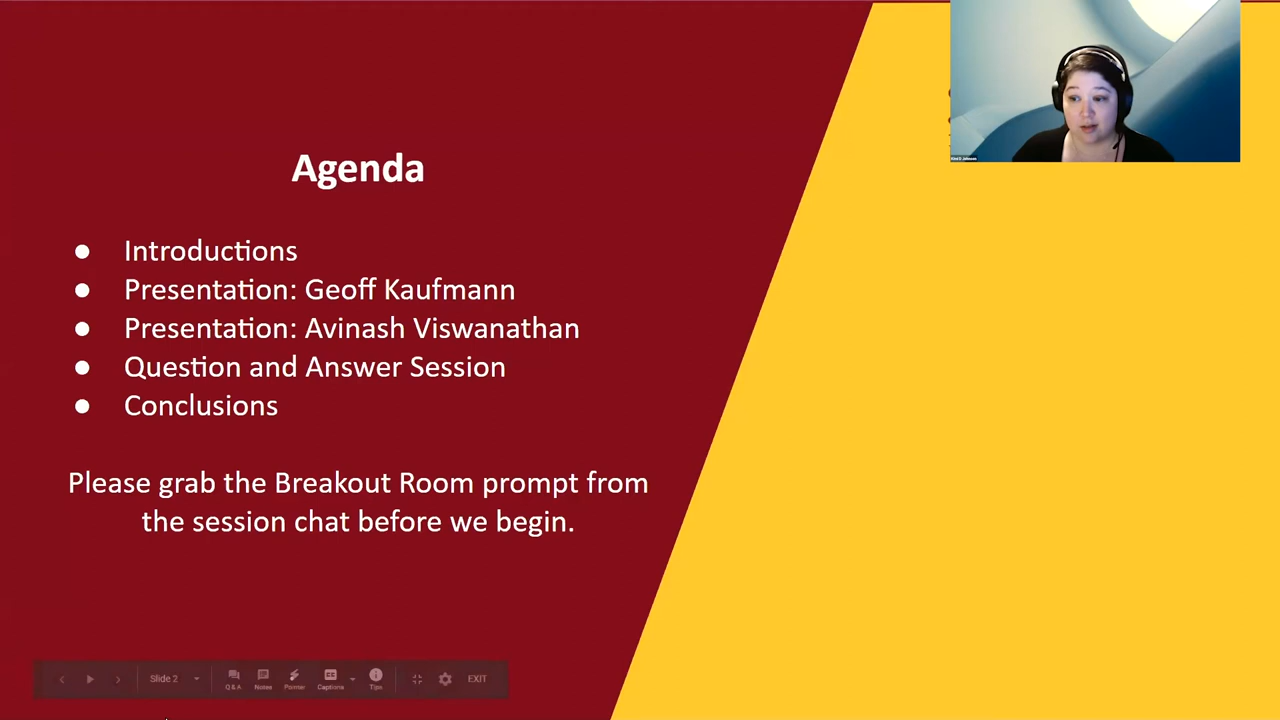 Agenda
● Introductions
● Presentation: Geoff Kaufmann
● Presentation: Avinash Viswanathan
● Question and Answer Session
● Conclusions
Please grab the Breakout Room prompt from
the session chat before we begin.
Slide 2
Q & A Notes Pointer Captions Tips EXIT